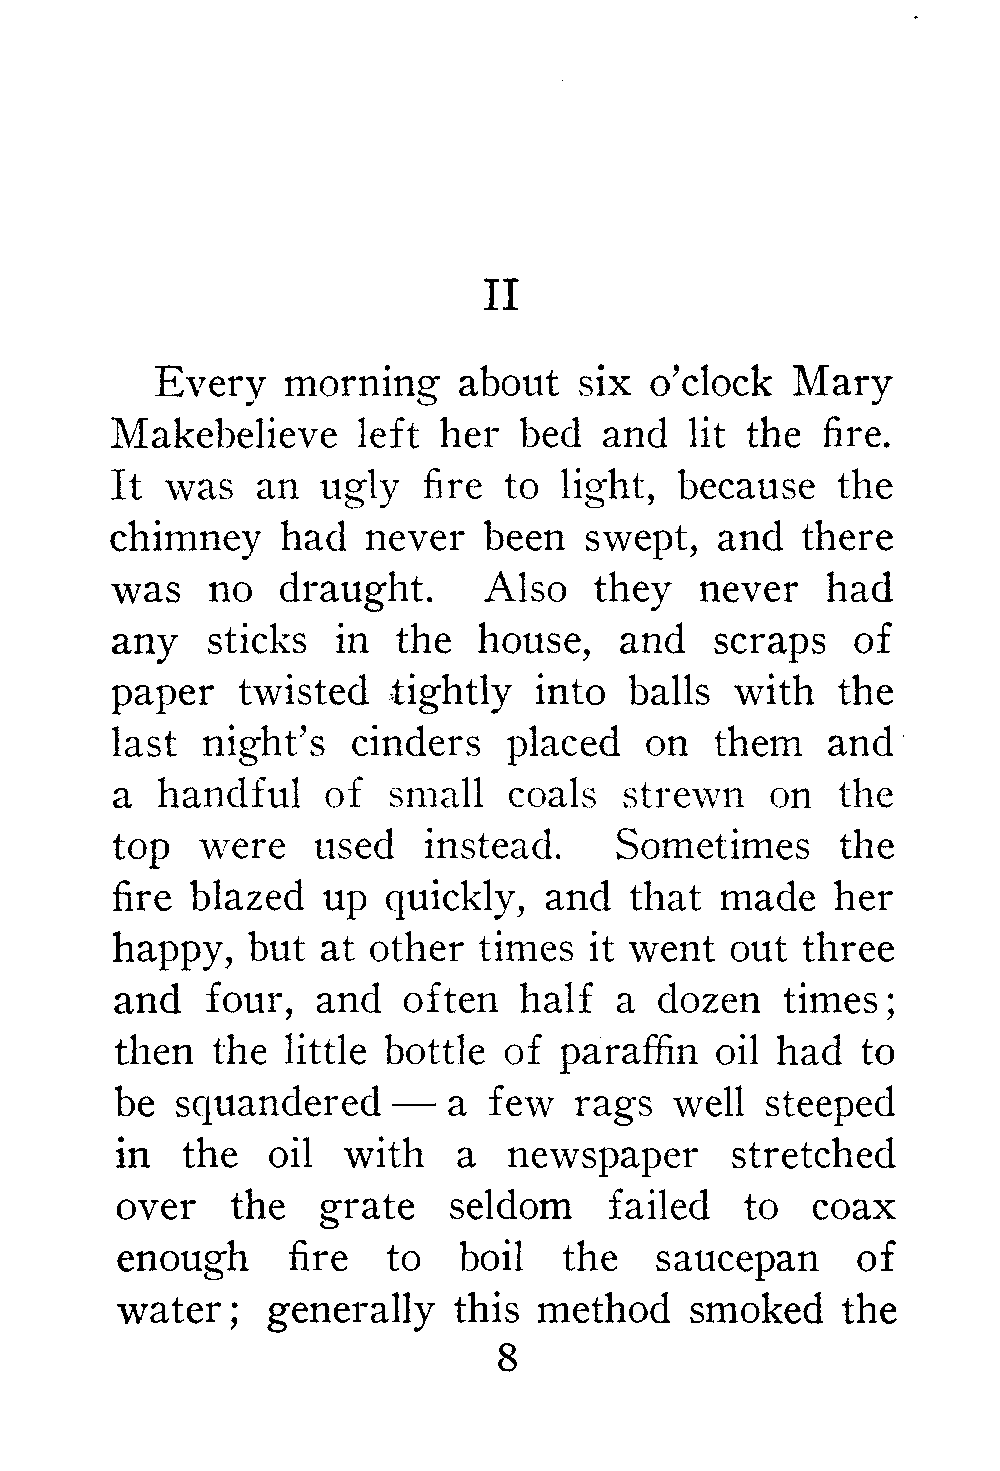 II
Every morning about six o'clock Mary
Makebelieve left her bed and lit the fire.
It was an ugly fire to light, because the
chimney had never been swept, and there
was no draught. Also they never had
any sticks in the house, and scraps of
paper twisted tightly into balls with the
last night's cinders placed on them and
a handful of small coals strewn on the
top were used instead. Sometimes the
fire blazed up quickly, and that made her
happy, but at other times it went out three
and four, and often half a dozen times;
then the little bottle of paraffin oil had to
be squandered — a few rags well steeped
in the oil with a newspaper stretched
over the grate seldom failed to coax
enough fire to boil the saucepan of
water; generally this method smoked the
8